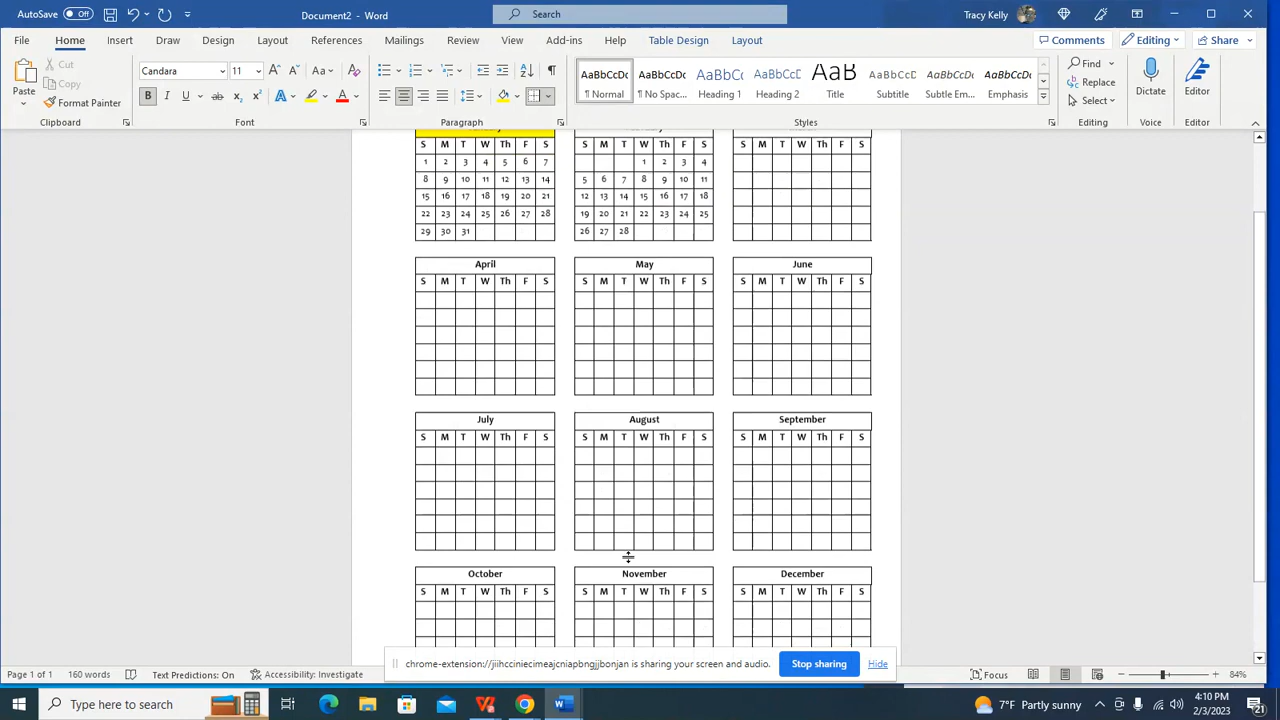 AutoSave Off Document2 - Word Search Tracy Kelly
File Home Insert Draw Design Layout References Mailings Review View Add-ins Help Table Design Layout Comments Editing Share
Paste Cut Copy Format Painter Clipboard
Candara 11 Aa Font
B I U ab x₂ x² A A Paragraph
AaBbCcDc ¶ Normal AaBbCcDc ¶ No Spac... AaBbCc Heading 1 AaBbCcD Heading 2 AaB Title AaBbCcD Subtitle AaBbCcDc Subtle Em... AaBbCcDc Emphasis Styles
Find Replace Select Editing
Dictate Voice
Editor Editor
S M T W Th F S S M T W Th F S S M T W Th F S
1 2 3 4 5 6 7 1 2 3 4
8 9 10 11 12 13 14 5 6 7 8 9 10 11
15 16 17 18 19 20 21 12 13 14 15 16 17 18
22 23 24 25 26 27 28 19 20 21 22 23 24 25
29 30 31 26 27 28
April May June
S M T W Th F S S M T W Th F S S M T W Th F S
July August September
S M T W Th F S S M T W Th F S S M T W Th F S
October November December
S M T W Th F S S M T W Th F S S M T W Th F S
chrome-extension://jiihcciniecimeajcniapbngjjbonjan is sharing your screen and audio. Stop sharing Hide
Page 1 of 1 160 words Text Predictions: On Accessibility: Investigate Focus 84%
Type here to search 7°F Partly sunny 4:10 PM
2/3/2023 21